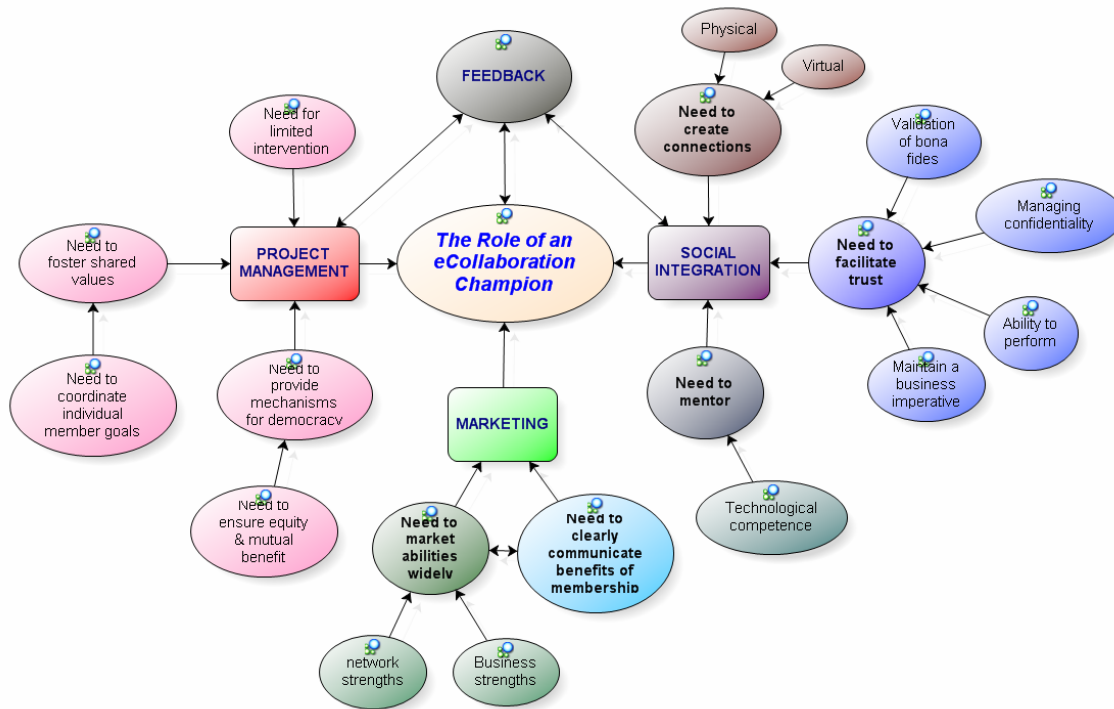 Physical
Virtual
FEEDBACK
Need for
limited
intervention
Need to
create
connections
Validation
of bona
fides
Managing
confidentiality
Need to
foster shared
values
PROJECT
MANAGEMENT
The Role of an
eCollaboration
Champion
SOCIAL
INTEGRATION
Need to
facilitate
trust
Ability to
perform
Maintain a
business
imperative
Need to
coordinate
individual
member goals
Need to
provide
mechanisms
for democracy
Need to
mentor
MARKETING
Need to
ensure equity
& mutual
benefit
Need to
market
abilities
widely
Need to
clearly
communicate
benefits of
membership
Technological
competence
network
strengths
Business
strengths